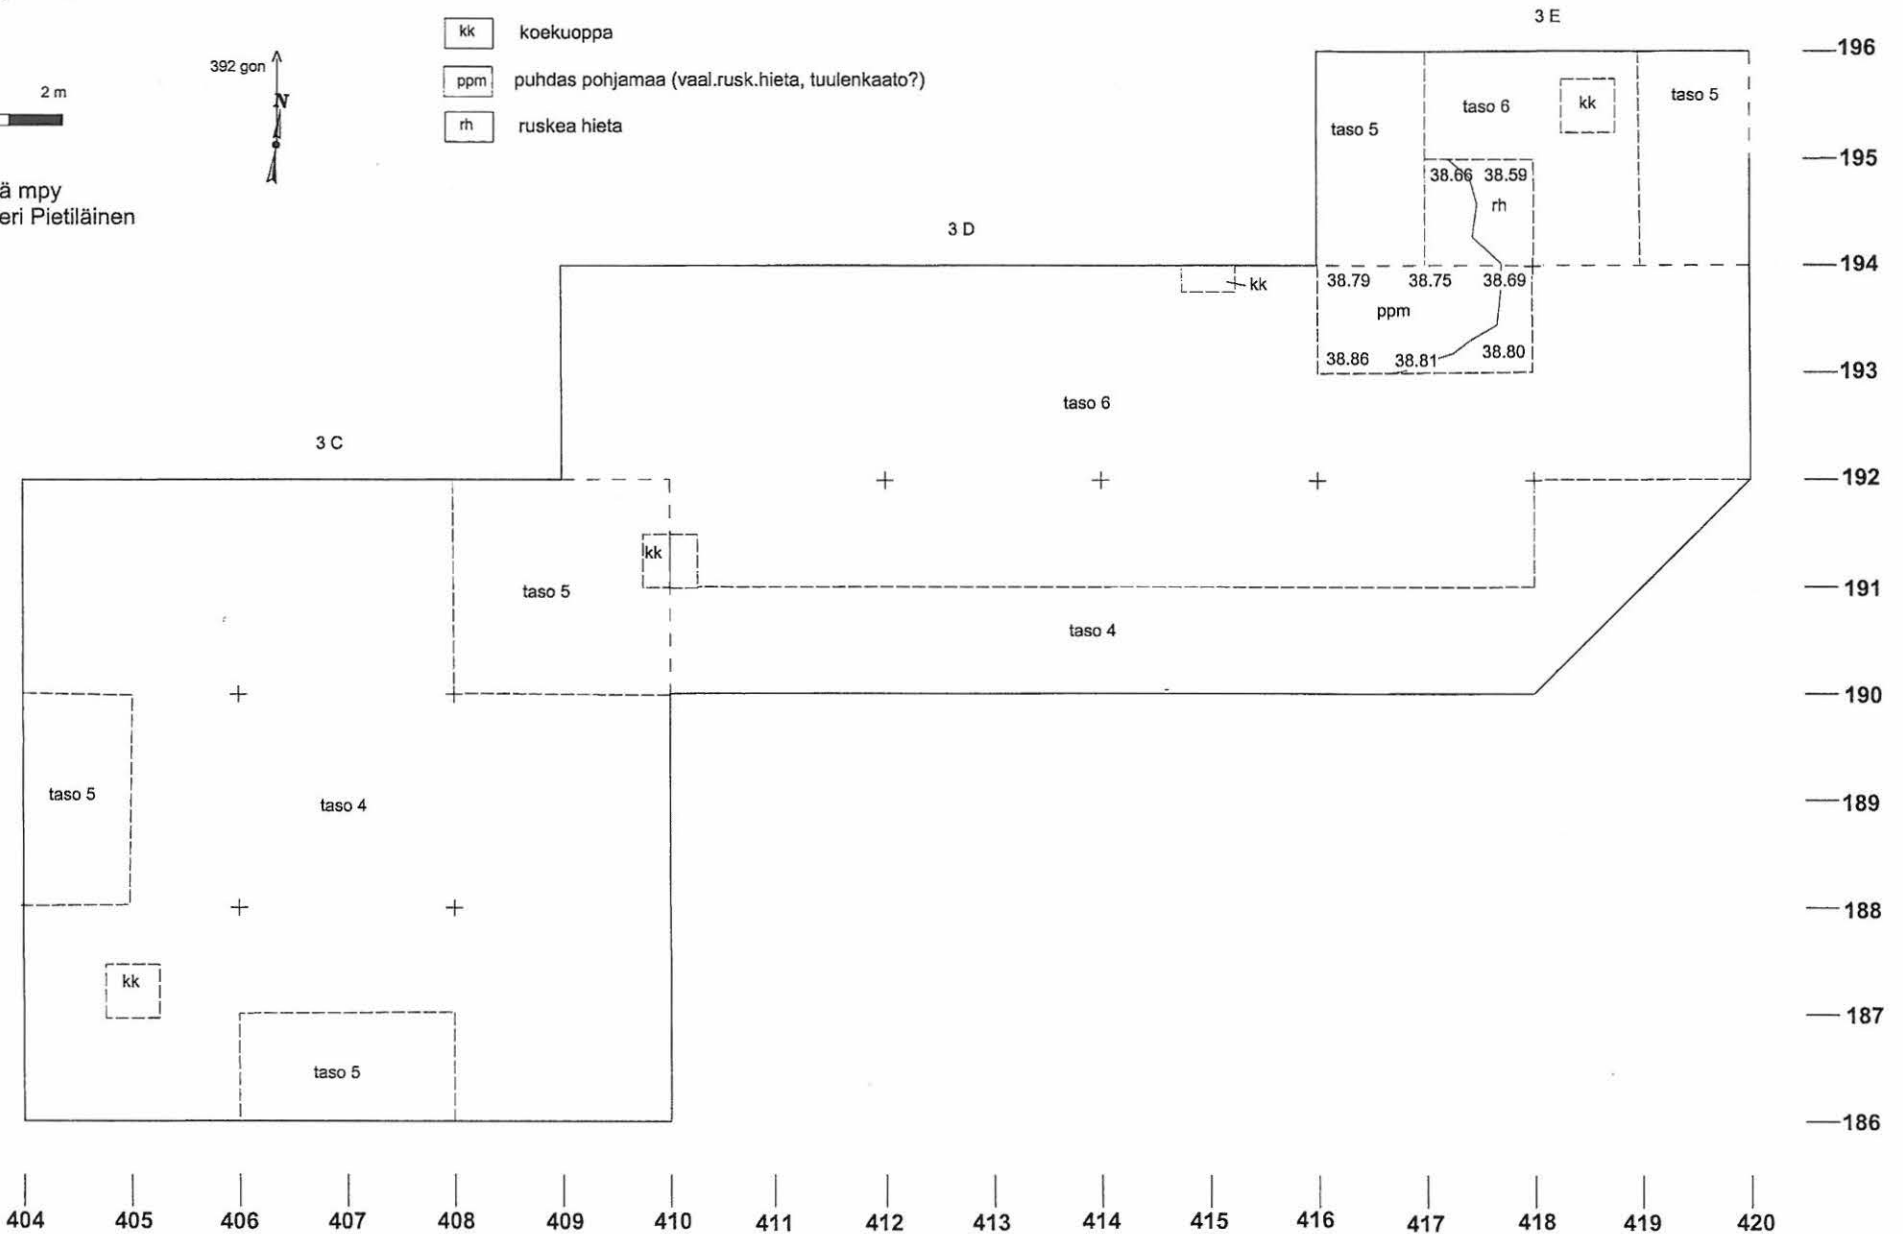 kk koekuoppa
392 gon
ppm puhdas pohjamaa (vaal.rusk.hieta, tuulenkaato?)
2 m
N
rh ruskea hieta
ä mpy
eri Pietiläinen
3 E
196
taso 5
taso 6
kk
taso 5
195
38.66 38.59
rh
3 D
194
kk
38.79 38.75 38.69
ppm
38.86 38.81 38.80
193
taso 6
3 C
192
kk
taso 5
191
taso 4
190
taso 5
taso 4
189
188
kk
187
taso 5
186
404 405 406 407 408 409 410 411 412 413 414 415 416 417 418 419 420